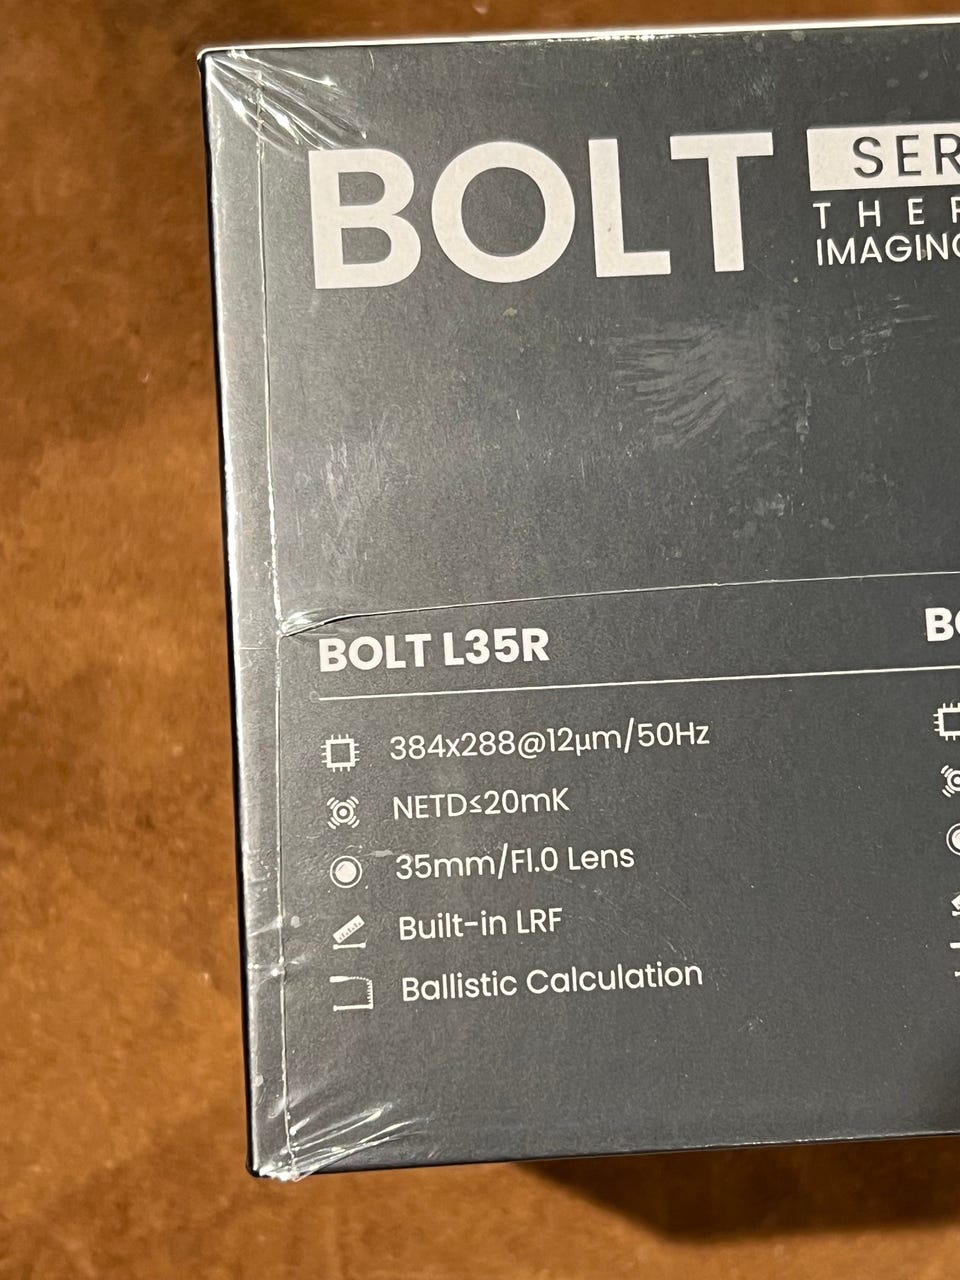 BOLT
SER
THE
IMAGING
BOLT L35R
384x288@12μm/50Hz
NETD≤20mK
35mm/F1.0 Lens
Built-in LRF
Ballistic Calculation